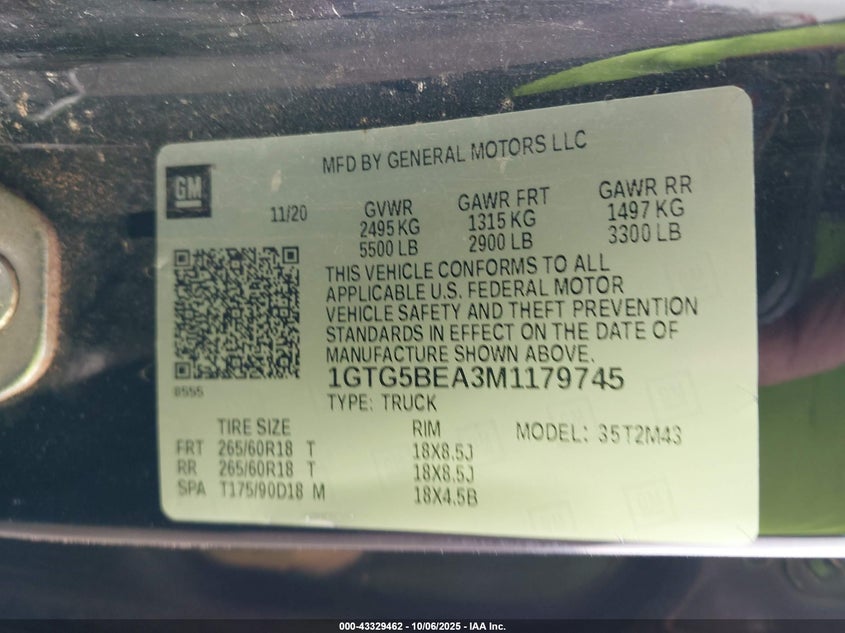 MFD BY GENERAL MOTORS LLC
GM
11/20 GVWR GAWR FRT GAWR RR
2495 KG 1315 KG 1497 KG
5500 LB 2900 LB 3300 LB
THIS VEHICLE CONFORMS TO ALL
APPLICABLE U.S. FEDERAL MOTOR
VEHICLE SAFETY AND THEFT PREVENTION
STANDARDS IN EFFECT ON THE DATE OF
MANUFACTURE SHOWN ABOVE.
8555
1GTG5BEA3M1179745
TYPE: TRUCK
TIRE SIZE RIM MODEL: 35T2M43
FRT 265/60R18 T 18X8.5J
RR 265/60R18 T 18X8.5J
SPA T175/90D18 M 18X4.5B
000-43329462 - 10/06/2025 - IAA Inc.